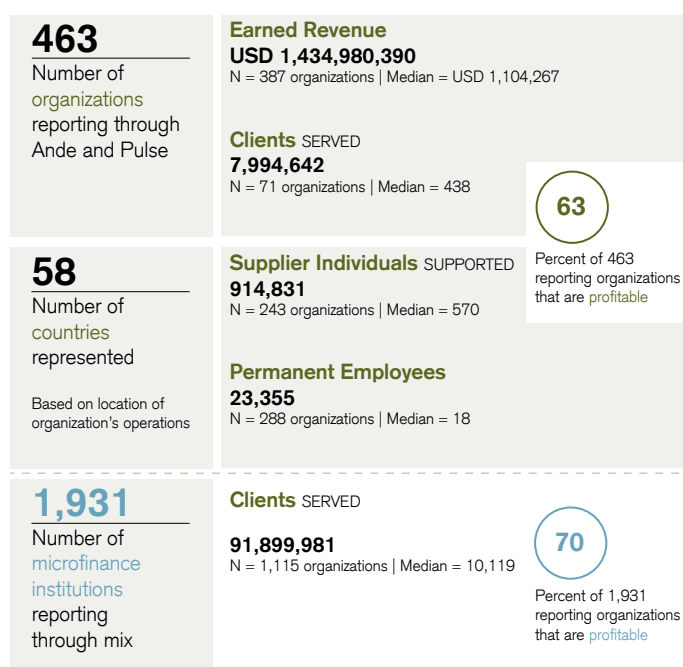 463
Number of
organizations
reporting through
Ande and Pulse
Earned Revenue
USD 1,434,980,390
N = 387 organizations | Median = USD 1,104,267
Clients SERVED
7,994,642
N = 71 organizations | Median = 438
63
Percent of 463
reporting organizations
that are profitable
58
Number of
countries
represented
Based on location of
organization's operations
Supplier Individuals SUPPORTED
914,831
N = 243 organizations | Median = 570
Permanent Employees
23,355
N = 288 organizations | Median = 18
1,931
Number of
microfinance
institutions
reporting
through mix
Clients SERVED
91,899,981
N = 1,115 organizations | Median = 10,119
70
Percent of 1,931
reporting organizations
that are profitable